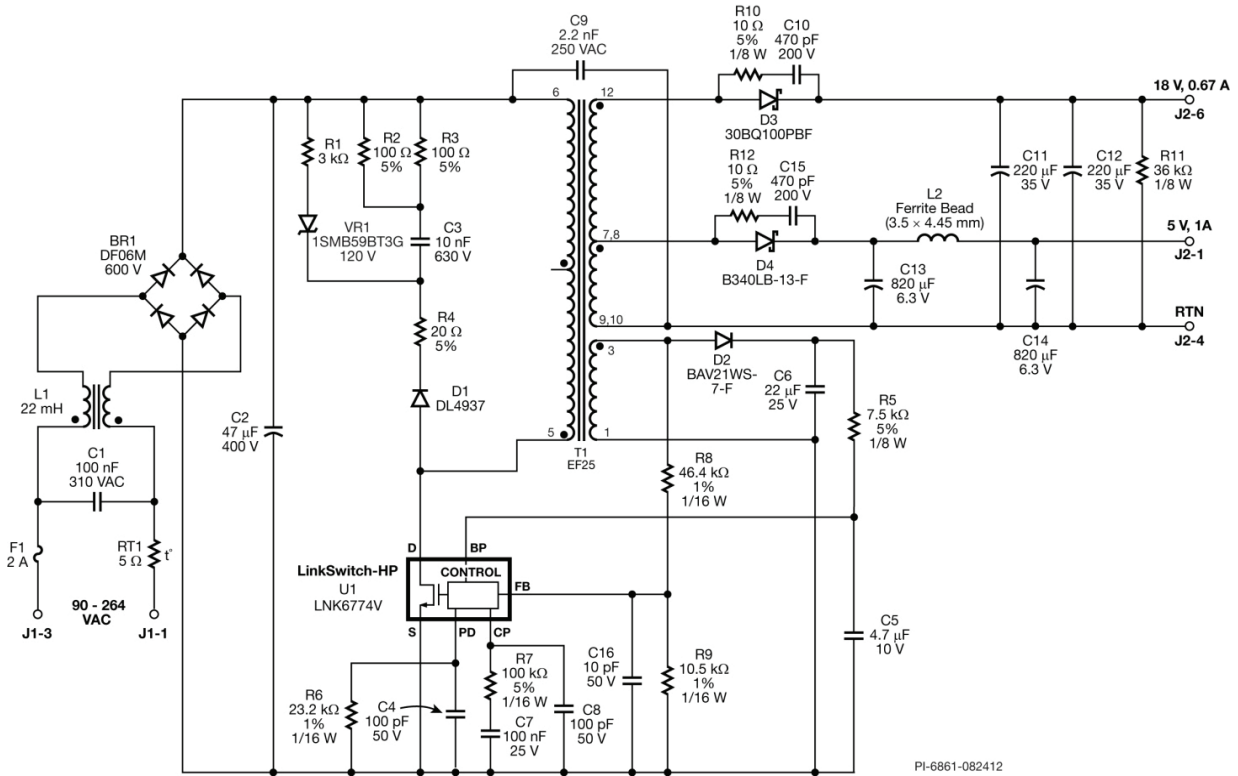 C9
2.2 nF
250 VAC
R10
10 Ω
5%
1/8 W
C10
470 pF
200 V
6
12
D3
30BQ100PBF
18 V, 0.67 A
J2-6
R1
3 kΩ
R2
100 Ω
5%
R3
100 Ω
5%
R12
10 Ω
5%
1/8 W
C15
470 pF
200 V
C11
220 μF
35 V
C12
220 μF
35 V
R11
36 kΩ
1/8 W
L2
Ferrite Bead
(3.5 × 4.45 mm)
BR1
DF06M
600 V
VR1
1SMB59BT3G
120 V
C3
10 nF
630 V
7,8
D4
B340LB-13-F
5 V, 1A
J2-1
C13
820 μF
6.3 V
R4
20 Ω
5%
9,10
RTN
J2-4
C14
820 μF
6.3 V
3
D2
BAV21WS-
7-F
C6
22 μF
25 V
L1
22 mH
D1
DL4937
C2
47 μF
400 V
R5
7.5 kΩ
5%
1/8 W
5
1
T1
EF25
C1
100 nF
310 VAC
R8
46.4 kΩ
1%
1/16 W
F1
2 A
RT1
5 Ω
t°
D
BP
LinkSwitch-HP
U1
LNK6774V
CONTROL
FB
S
PD
CP
90 - 264
VAC
J1-3
J1-1
C5
4.7 μF
10 V
R6
23.2 kΩ
1%
1/16 W
C4
100 pF
50 V
R7
100 kΩ
5%
1/16 W
C7
100 nF
25 V
C8
100 pF
50 V
C16
10 pF
50 V
R9
10.5 kΩ
1%
1/16 W
PI-6861-082412